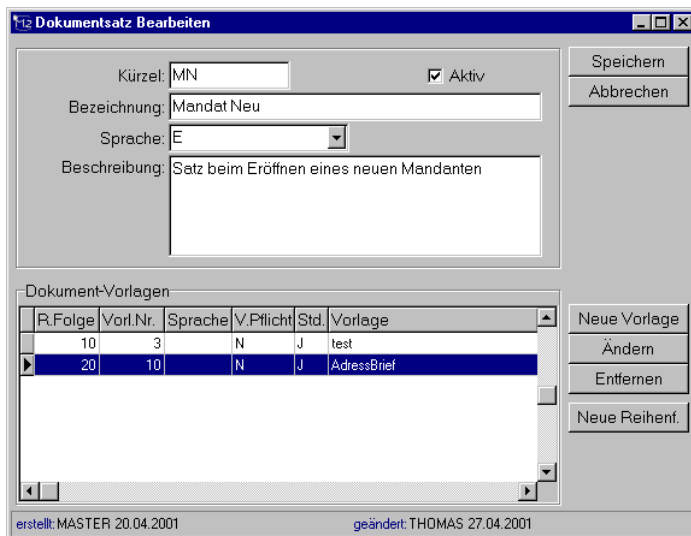 M2 Dokumentsatz Bearbeiten
Kürzel: MN
Aktiv
Bezeichnung: Mandat Neu
Sprache: E
Beschreibung: Satz beim Eröffnen eines neuen Mandanten
Speichern
Abbrechen
Dokument-Vorlagen
R.Folge Vorl.Nr. Sprache V.Pflicht Std. Vorlage
10 3 N J test
20 10 N J AdressBrief
Neue Vorlage
Ändern
Entfernen
Neue Reihenf.
erstellt: MASTER 20.04.2001 geändert: THOMAS 27.04.2001